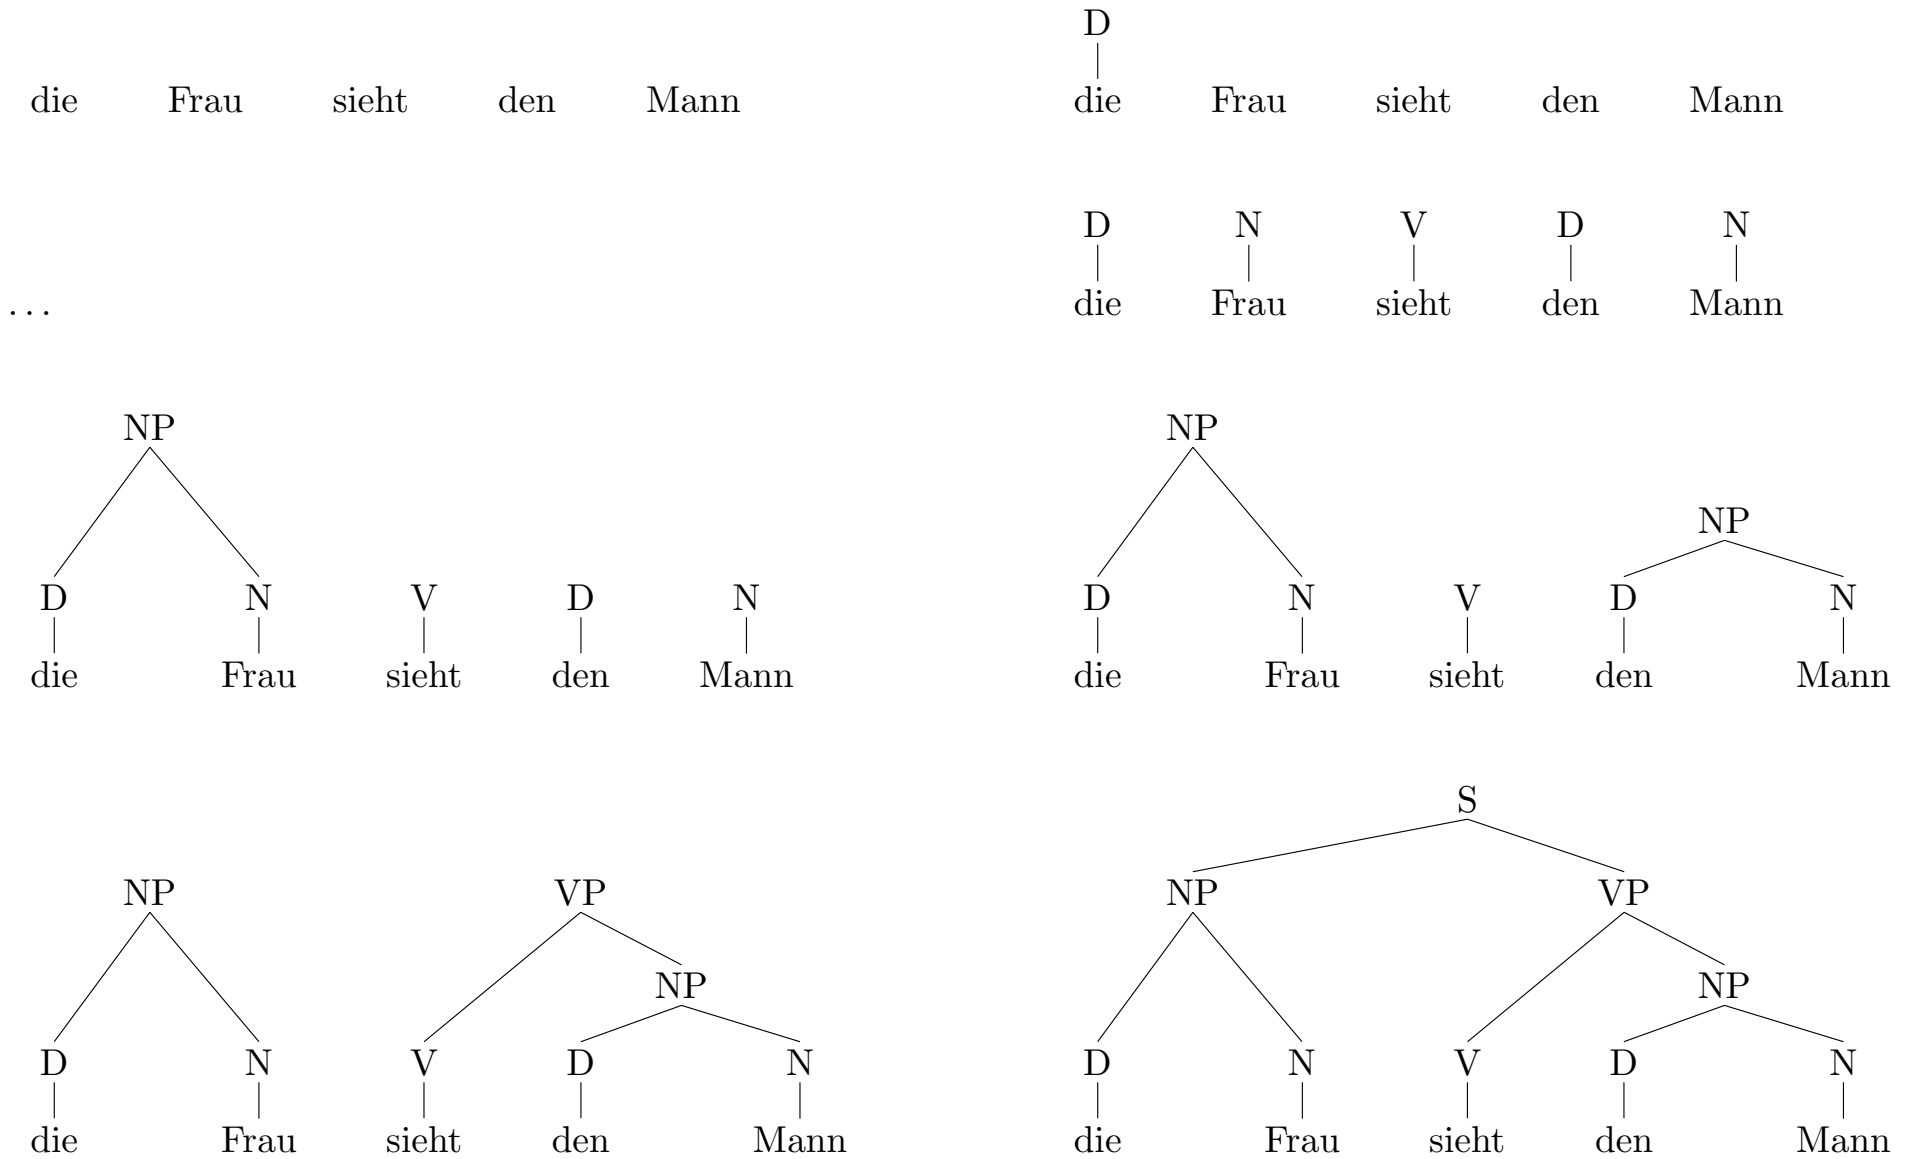 D
die Frau sieht den Mann die Frau sieht den Mann
D N V D N
... die Frau sieht den Mann
NP NP
NP
D N V D N D N V D N
die Frau sieht den Mann die Frau sieht den Mann
S
NP VP NP VP
NP NP
D N V D N D N V D N
die Frau sieht den Mann die Frau sieht den Mann